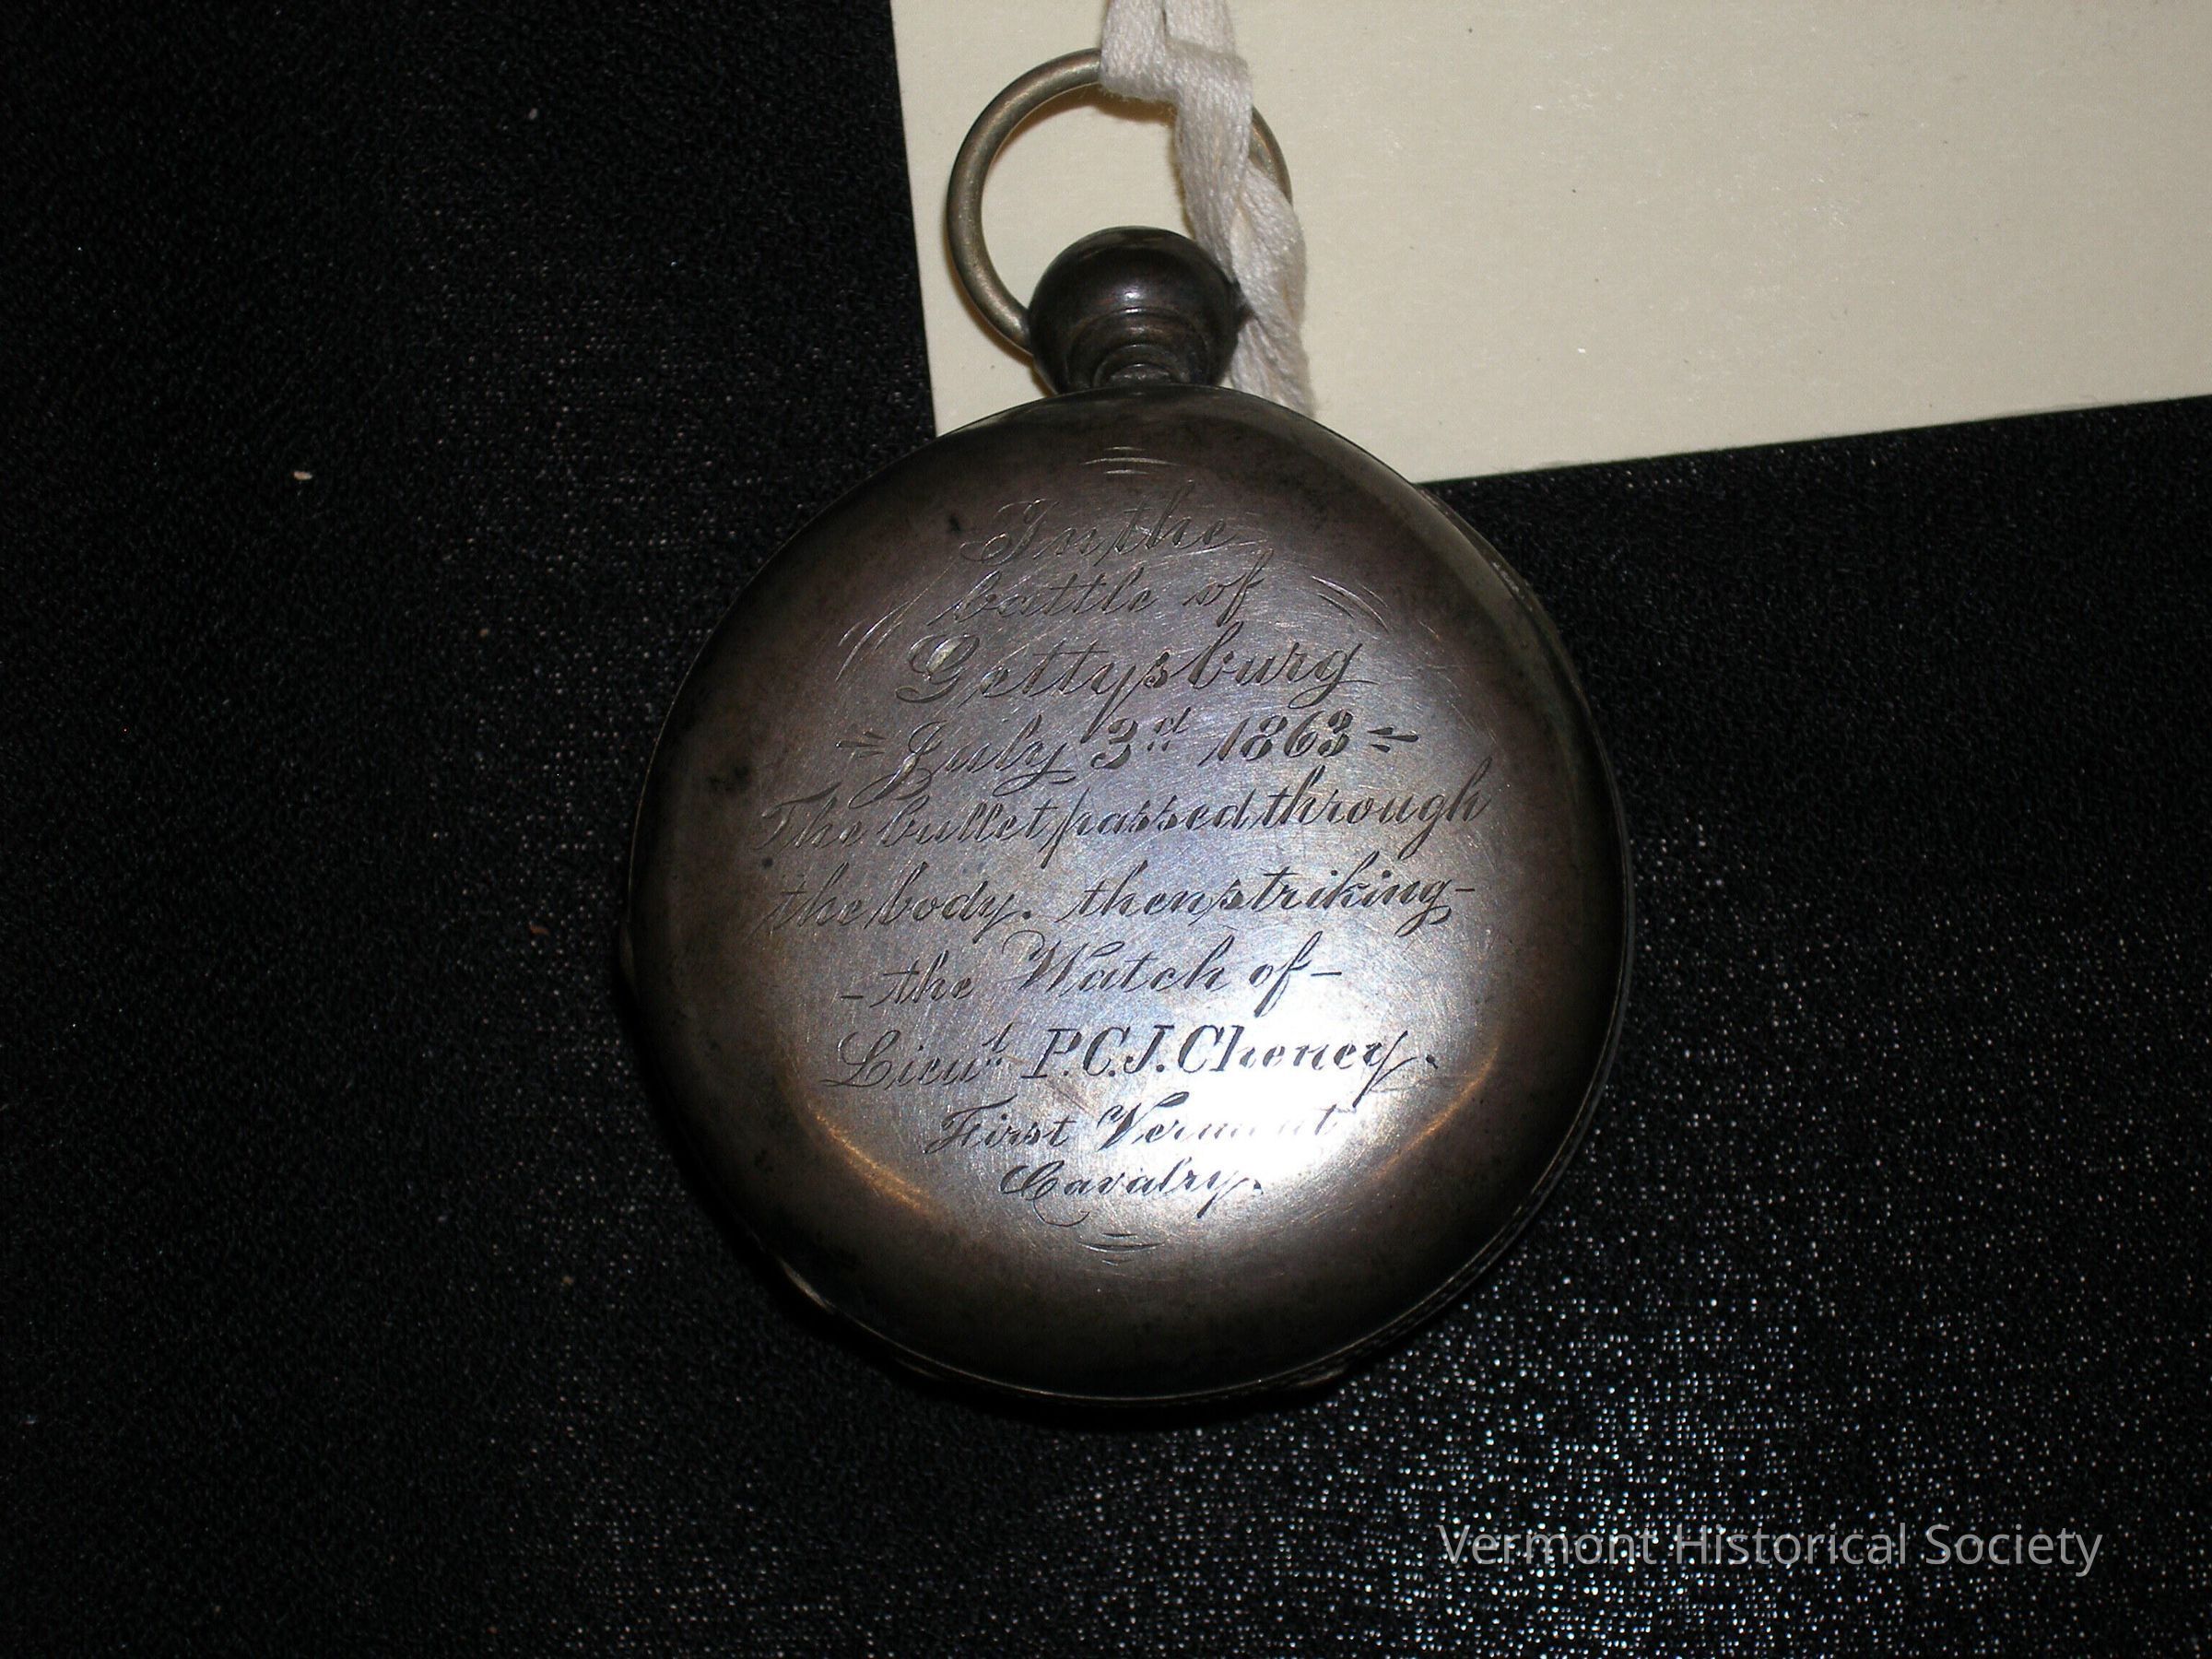 In the
battle of
Gettysburg
July 3d 1863
The bullet passed through
the body. then striking-
-the Watch of-
Lieut. P.C.J. Cheney.
First Vermont
Cavalry.
Vermont Historical Society